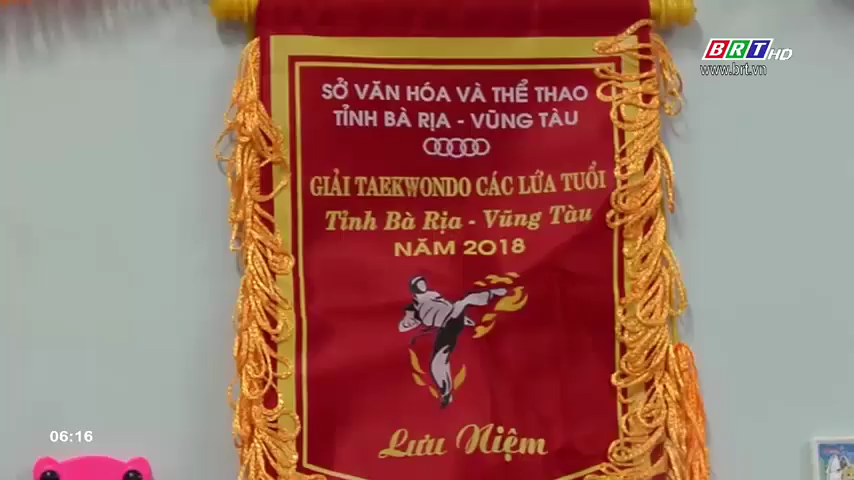 BRT HD
www.brt.vn
SỞ VĂN HÓA VÀ THỂ THAO
TỈNH BÀ RỊA - VŨNG TÀU
GIẢI TAEKWONDO CÁC LỨA TUỔI
Tỉnh Bà Rịa - Vũng Tàu
NĂM 2018
Lưu Niệm
06:16